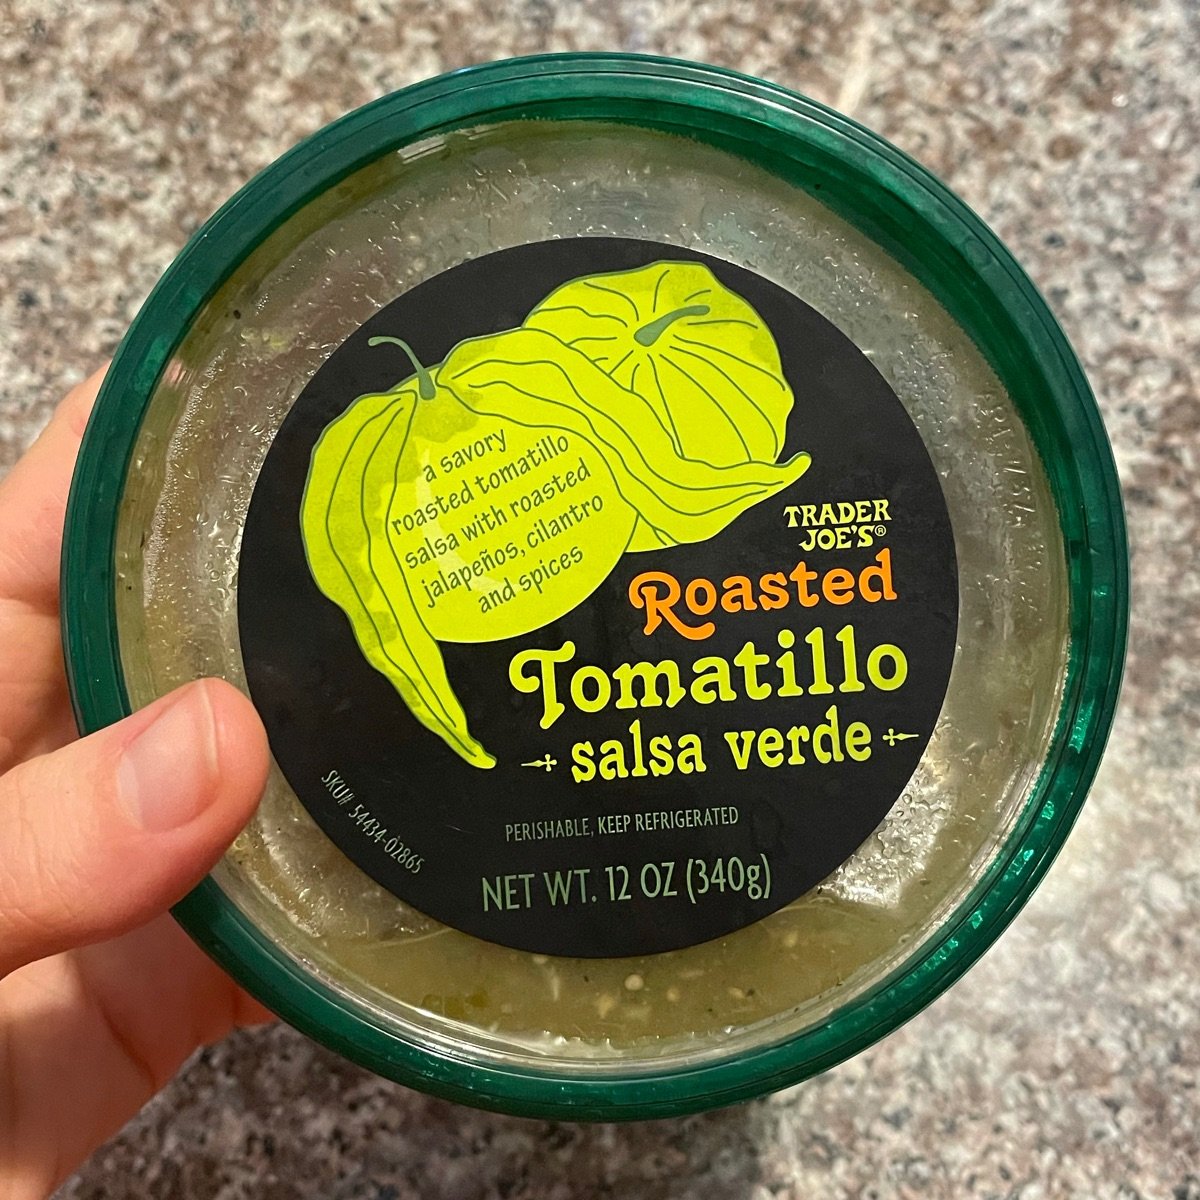 a savory
roasted tomatillo
salsa with roasted
jalapeños, cilantro
and spices
TRADER
JOE'S®
Roasted
Tomatillo
salsa verde
SKU# 54434-02865
PERISHABLE, KEEP REFRIGERATED
NET WT. 12 OZ (340g)